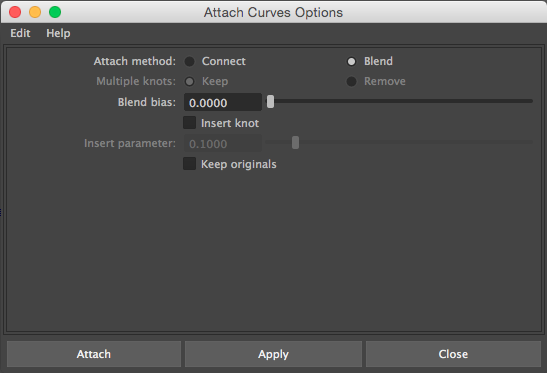 Attach Curves Options
Edit Help
Attach method: Connect Blend
Multiple knots: Keep Remove
Blend bias: 0.0000
Insert knot
Insert parameter: 0.1000
Keep originals
Attach Apply Close